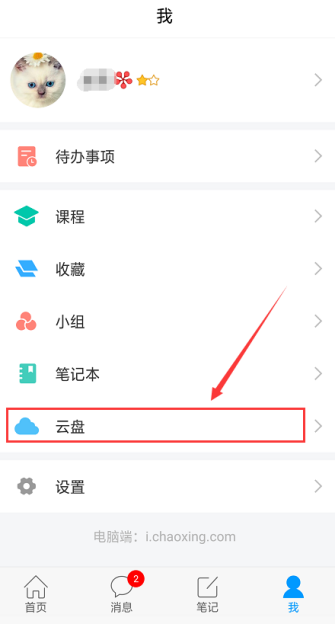 我
待办事项
课程
收藏
小组
笔记本
云盘
设置
电脑端：i.chaoxing.com
首页
2
消息
笔记
我